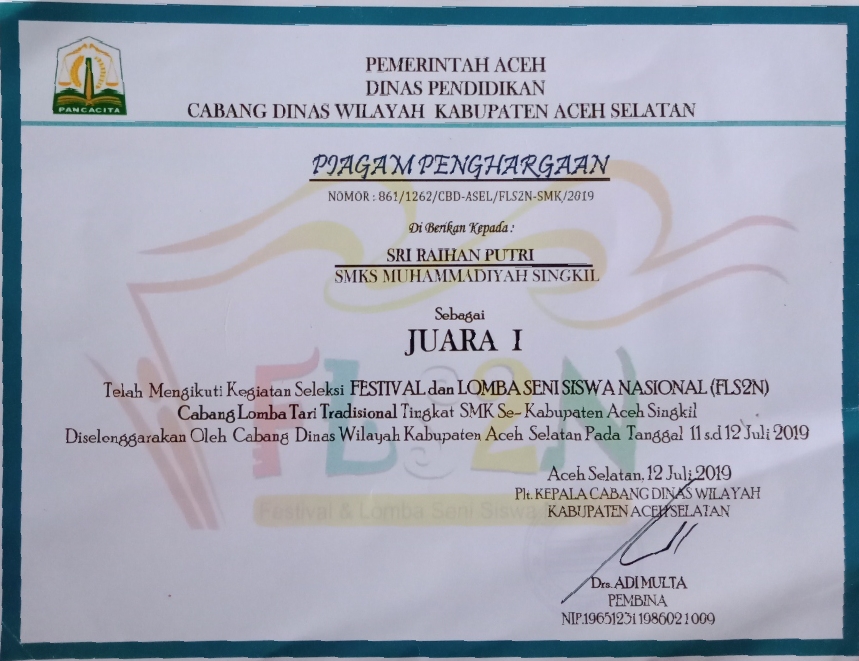 PANCACITA
PEMERINTAH ACEH
DINAS PENDIDIKAN
CABANG DINAS WILAYAH KABUPATEN ACEH SELATAN
PIAGAM PENGHARGAAN
NOMOR : 861/1262/CBD-ASEL/FLS2N-SMK/2019
Di Berikan Kepada :
SRI RAIHAN PUTRI
SMKS MUHAMMADIYAH SINGKIL
Sebagai
JUARA I
Telah Mengikuti Kegiatan Seleksi FESTIVAL dan LOMBA SENI SISWA NASIONAL (FLS2N)
Cabang Lomba Tari Tradisional Tingkat SMK Se- Kabupaten Aceh Singkil
Diselenggarakan Oleh Cabang Dinas Wilayah Kabupaten Aceh Selatan Pada Tanggal 11 s.d 12 Juli 2019
FLS2N
Festival & Lomba Seni Siswa
Aceh Selatan, 12 Juli 2019
Plt. KEPALA CABANG DINAS WILAYAH
KABUPATEN ACEH SELATAN
Drs. ADI MULTA
PEMBINA
NIP.196512311986021009